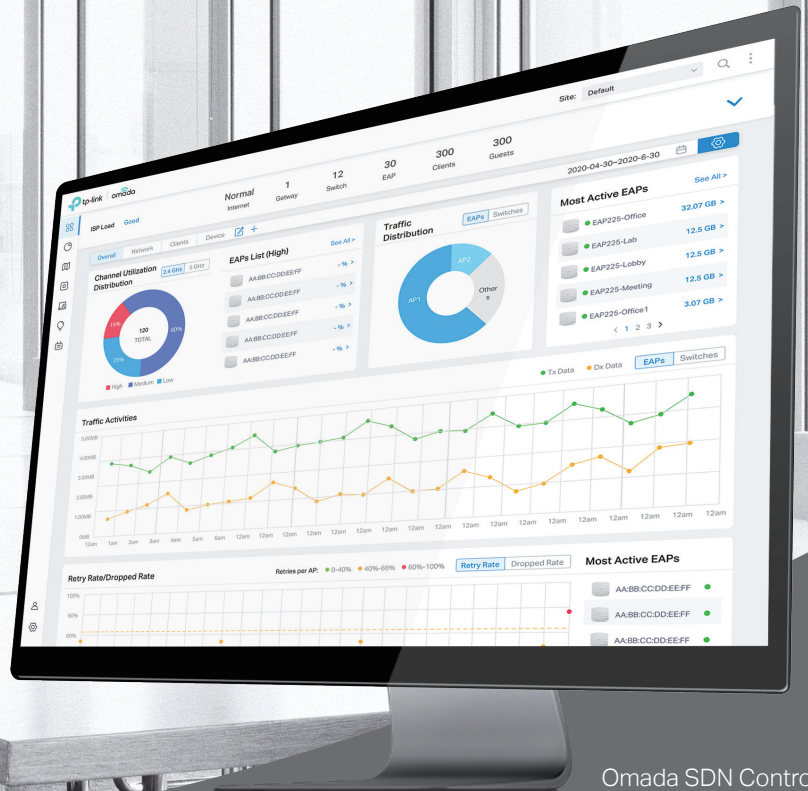 Site: Default
tp-link omada
Normal
Internet
1
Getway
12
Switch
30
EAP
300
Clients
300
Guests
ISP Load Good
2020-04-30~2020-6-30
Overall Network Clients Device
Channel Utilization
Distribution
2.4 GHz 5 GHz
120
TOTAL
60%
High Medium Low
EAPs List (High) See All >
AA:BB:CC:DD:EE:FF - % >
AA:BB:CC:DD:EE:FF - % >
AA:BB:CC:DD:EE:FF - % >
AA:BB:CC:DD:EE:FF - % >
AA:BB:CC:DD:EE:FF - % >
Traffic
Distribution
EAPs Switches
AP1
AP2
Other
s
Most Active EAPs See All >
EAP225-Office 32.07 GB >
EAP225-Lab 12.5 GB >
EAP225-Lobby 12.5 GB >
EAP225-Meeting 12.5 GB >
EAP225-Office1 3.07 GB >
< 1 2 3 >
Traffic Activities
Tx Data Dx Data EAPs Switches
5.00MB
4.00MB
3.00MB
2.00MB
1.00MB
0MB
12am 1am 2am 3am 4am 5am 6am 12am 12am 12am 12am 12am 12am 12am 12am 12am 12am 12am 12am 12am 12am
Retry Rate/Dropped Rate
Retries per AP: 0-40% 40%-66% 60%-100% Retry Rate Dropped Rate
100%
80%
60%
Most Active EAPs
AA:BB:CC:DD:EE:FF
AA:BB:CC:DD:EE:FF
AA:BB:CC:DD:EE:FF
Omada SDN Contro